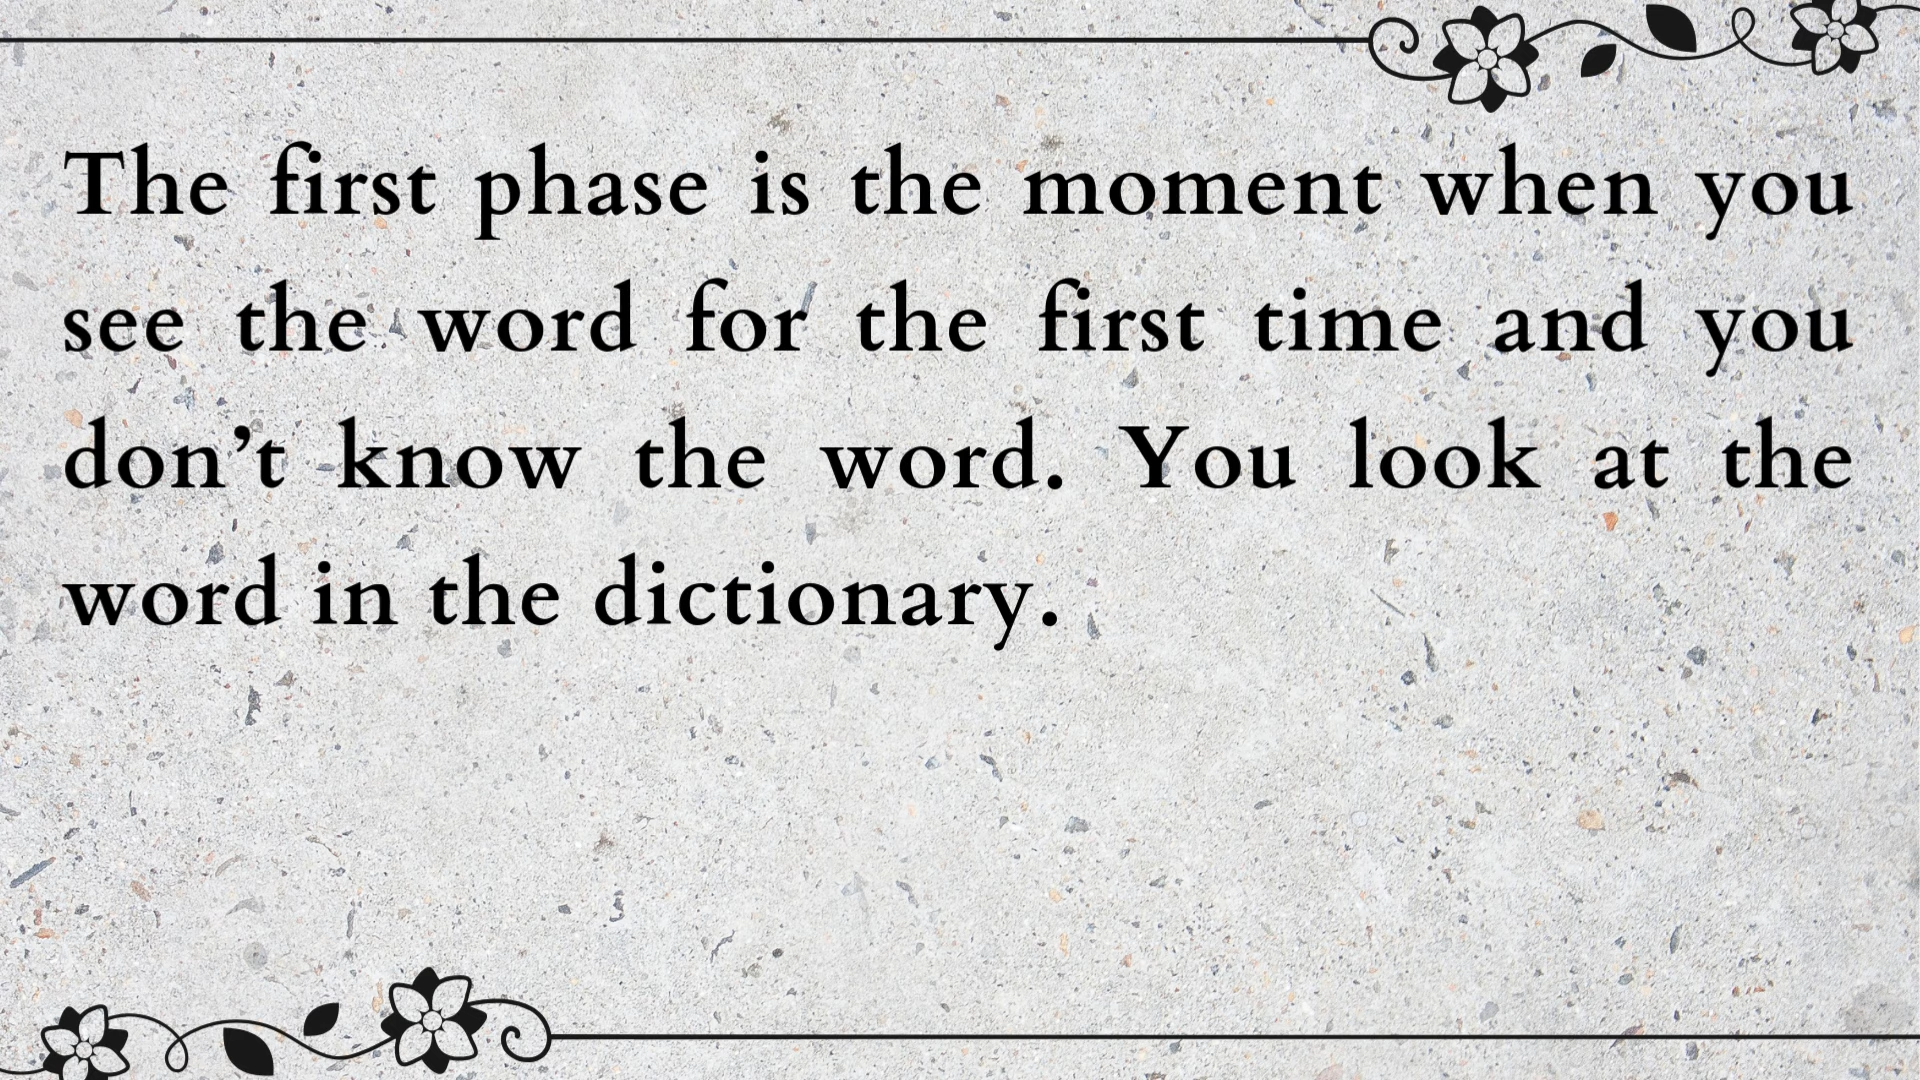 The first phase is the moment when you
see the word for the first time and you
don’t know the word. You look at the
word in the dictionary.